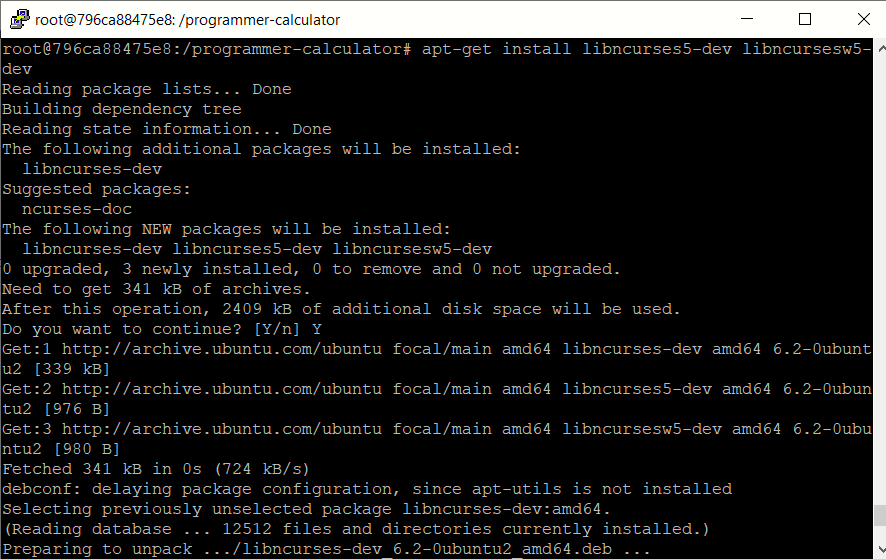 root@796ca88475e8: /programmer-calculator
root@796ca88475e8:/programmer-calculator# apt-get install libncurses5-dev libncursesw5-
dev
Reading package lists... Done
Building dependency tree
Reading state information... Done
The following additional packages will be installed:
  libncurses-dev
Suggested packages:
  ncurses-doc
The following NEW packages will be installed:
  libncurses-dev libncurses5-dev libncursesw5-dev
0 upgraded, 3 newly installed, 0 to remove and 0 not upgraded.
Need to get 341 kB of archives.
After this operation, 2409 kB of additional disk space will be used.
Do you want to continue? [Y/n] Y
Get:1 http://archive.ubuntu.com/ubuntu focal/main amd64 libncurses-dev amd64 6.2-0ubunt
u2 [339 kB]
Get:2 http://archive.ubuntu.com/ubuntu focal/main amd64 libncurses5-dev amd64 6.2-0ubun
tu2 [976 B]
Get:3 http://archive.ubuntu.com/ubuntu focal/main amd64 libncursesw5-dev amd64 6.2-0ubu
ntu2 [980 B]
Fetched 341 kB in 0s (724 kB/s)
debconf: delaying package configuration, since apt-utils is not installed
Selecting previously unselected package libncurses-dev:amd64.
(Reading database ... 12512 files and directories currently installed.)
Preparing to unpack .../libncurses-dev_6.2-0ubuntu2_amd64.deb ...